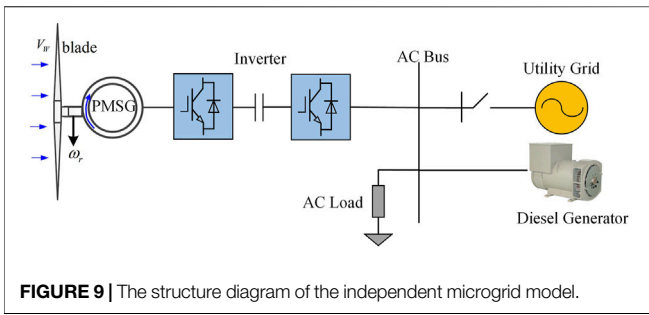 V_W blade
Inverter
AC Bus
Utility Grid
PMSG
ω_r
AC Load
Diesel Generator
FIGURE 9 | The structure diagram of the independent microgrid model.